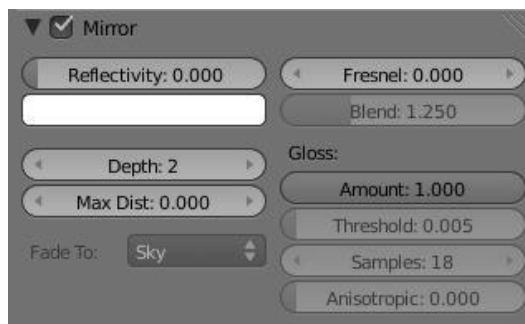 Mirror
Reflectivity: 0.000
Fresnel: 0.000
Blend: 1.250
Depth: 2
Max Dist: 0.000
Fade To: Sky
Gloss:
Amount: 1.000
Threshold: 0.005
Samples: 18
Anisotropic: 0.000